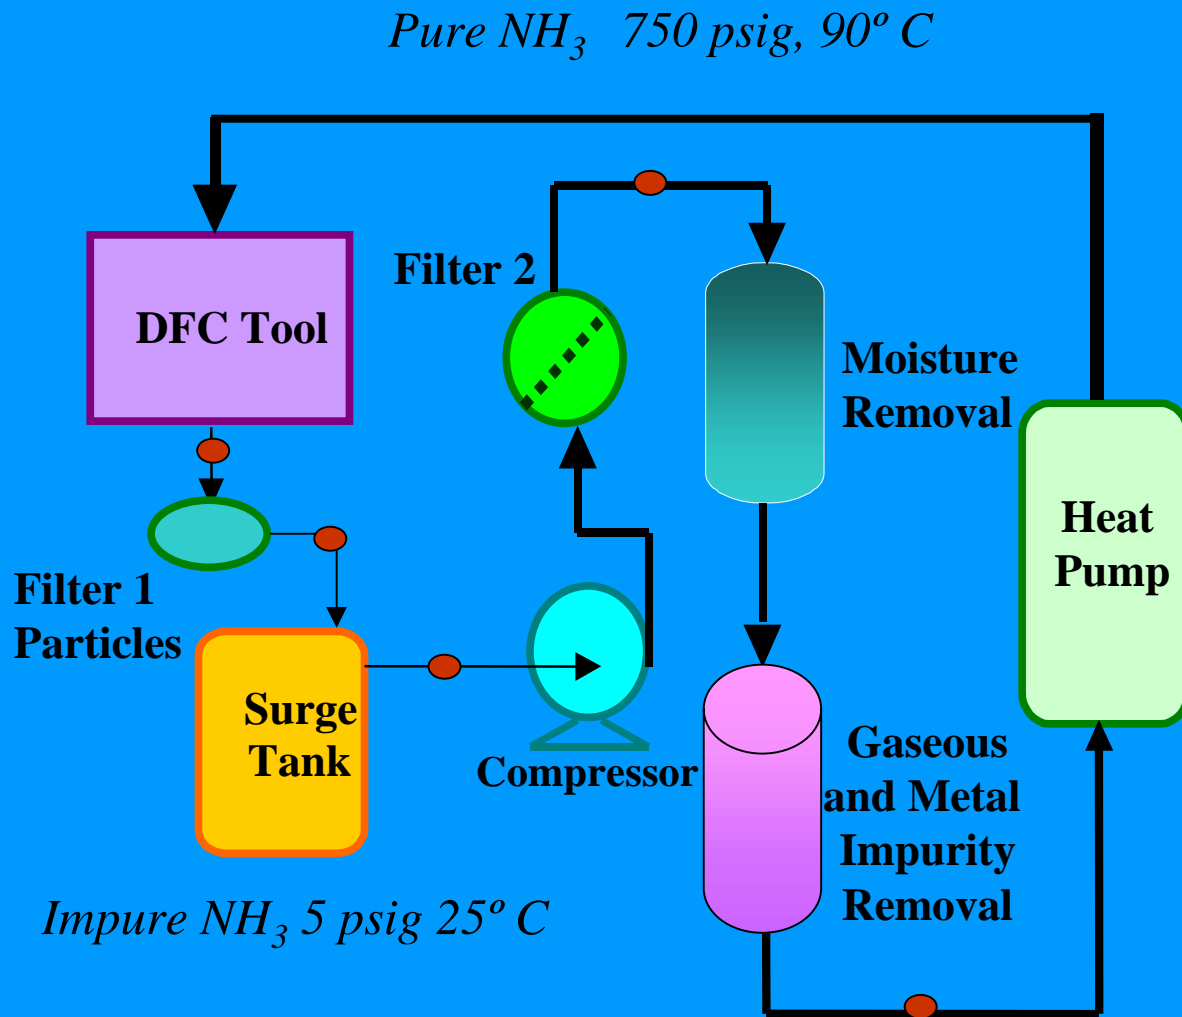 Pure NH₃ 750 psig, 90º C
DFC Tool
Filter 2
Moisture
Removal
Heat
Pump
Filter 1
Particles
Surge
Tank
Compressor
Gaseous
and Metal
Impurity
Removal
Impure NH₃ 5 psig 25º C